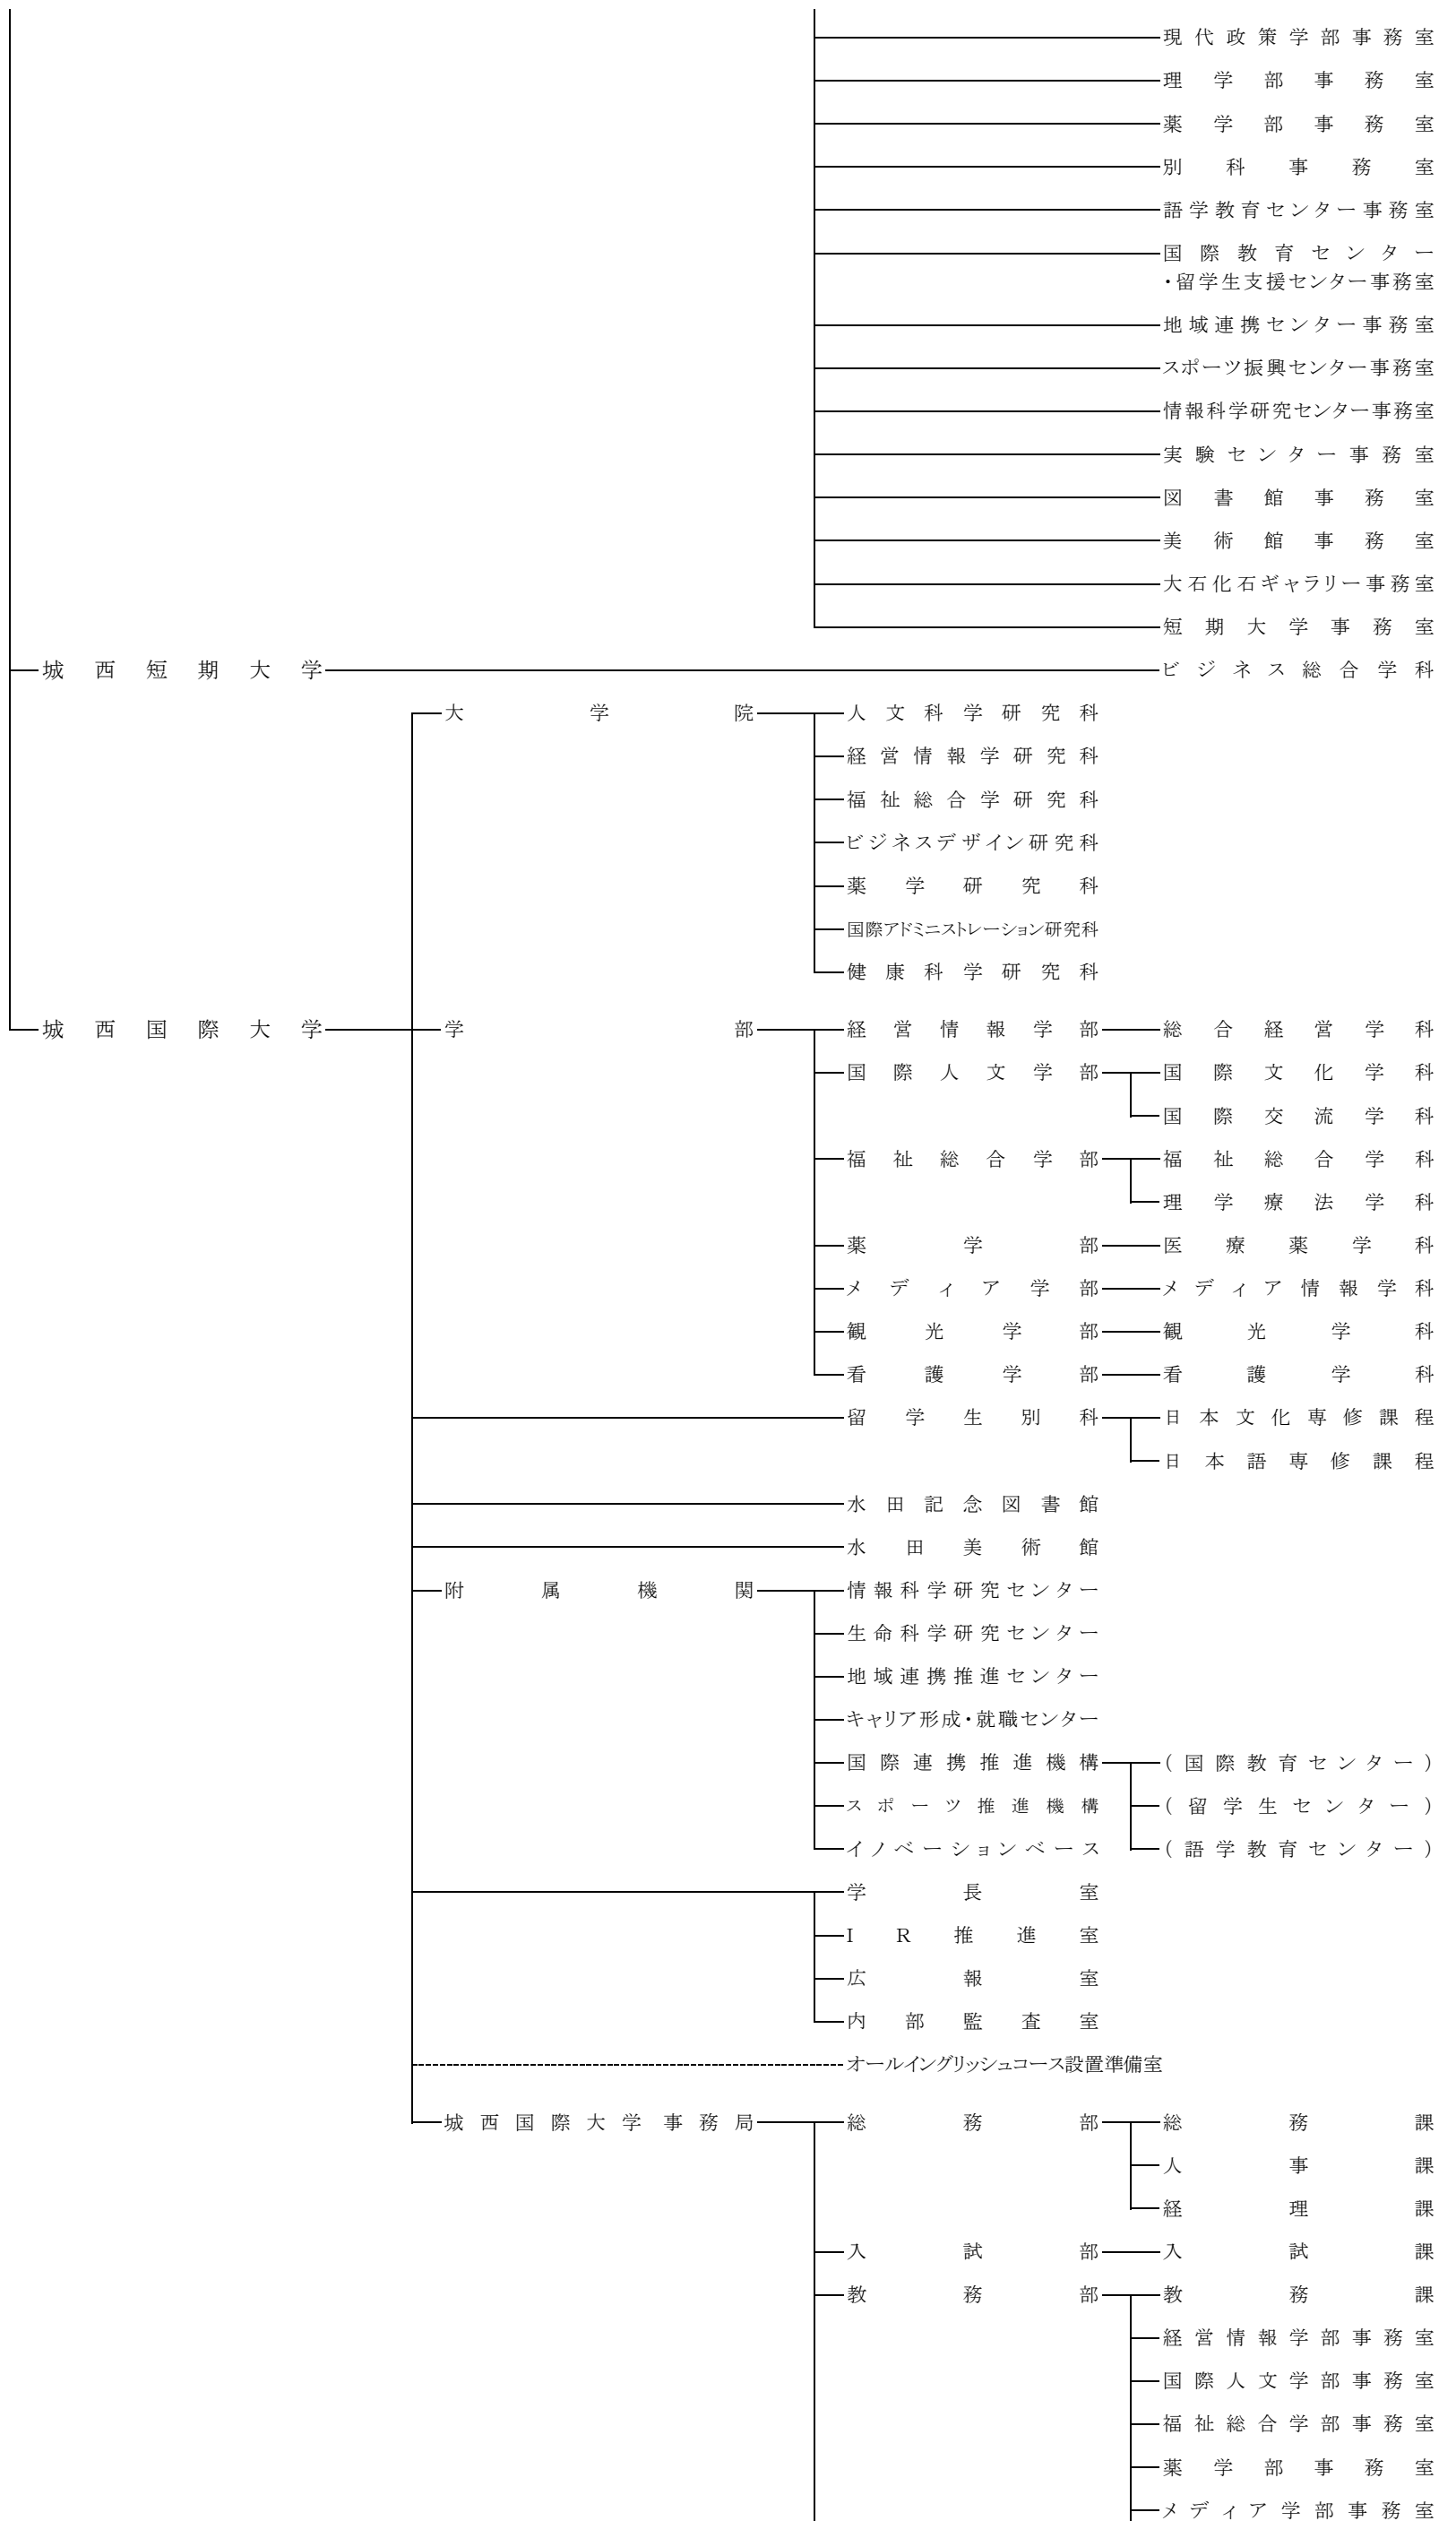 現代政策学部事務室
理学部事務室
薬学部事務室
別科事務室
語学教育センター事務室
国際教育センター
・留学生支援センター事務室
地域連携センター事務室
スポーツ振興センター事務室
情報科学研究センター事務室
実験センター事務室
図書館事務室
美術館事務室
大石化石ギャラリー事務室
短期大学事務室
城西短期大学 ビジネス総合学科
大学院 人文科学研究科
経営情報学研究科
福祉総合学研究科
ビジネスデザイン研究科
薬学研究科
国際アドミニストレーション研究科
健康科学研究科
城西国際大学 学部 経営情報学部 総合経営学科
国際人文学部 国際文化学科
国際交流学科
福祉総合学部 福祉総合学科
理学療法学科
薬学部 医療薬学科
メディア学部 メディア情報学科
観光学部 観光学科
看護学部 看護学科
留学生別科 日本文化専修課程
日本語専修課程
水田記念図書館
水田美術館
附属機関 情報科学研究センター
生命科学研究センター
地域連携推進センター
キャリア形成・就職センター
国際連携推進機構 (国際教育センター)
スポーツ推進機構 (留学生センター)
イノベーションベース (語学教育センター)
学長室
IR推進室
広報室
内部監査室
オールイングリッシュコース設置準備室
城西国際大学事務局 総務部 総務課
人事課
経理課
入試部 入試課
教務部 教務課
経営情報学部事務室
国際人文学部事務室
福祉総合学部事務室
薬学部事務室
メディア学部事務室